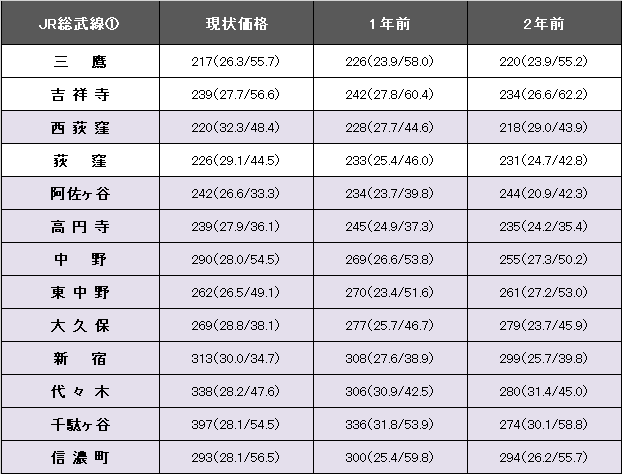 JR総武線① 現状価格 1年前 2年前
三鷹 217(26.3/55.7) 226(23.9/58.0) 220(23.9/55.2)
吉祥寺 239(27.7/56.6) 242(27.8/60.4) 234(26.6/62.2)
西荻窪 220(32.3/48.4) 228(27.7/44.6) 218(29.0/43.9)
荻窪 226(29.1/44.5) 233(25.4/46.0) 231(24.7/42.8)
阿佐ヶ谷 242(26.6/33.3) 234(23.7/39.8) 244(20.9/42.3)
高円寺 239(27.9/36.1) 245(24.9/37.3) 235(24.2/35.4)
中野 290(28.0/54.5) 269(26.6/53.8) 255(27.3/50.2)
東中野 262(26.5/49.1) 270(23.4/51.6) 261(27.2/53.0)
大久保 269(28.8/38.1) 277(25.7/46.7) 279(23.7/45.9)
新宿 313(30.0/34.7) 308(27.6/38.9) 299(25.7/39.8)
代々木 338(28.2/47.6) 306(30.9/42.5) 280(31.4/45.0)
千駄ヶ谷 397(28.1/54.5) 336(31.8/53.9) 274(30.1/58.8)
信濃町 293(28.1/56.5) 300(25.4/59.8) 294(26.2/55.7)